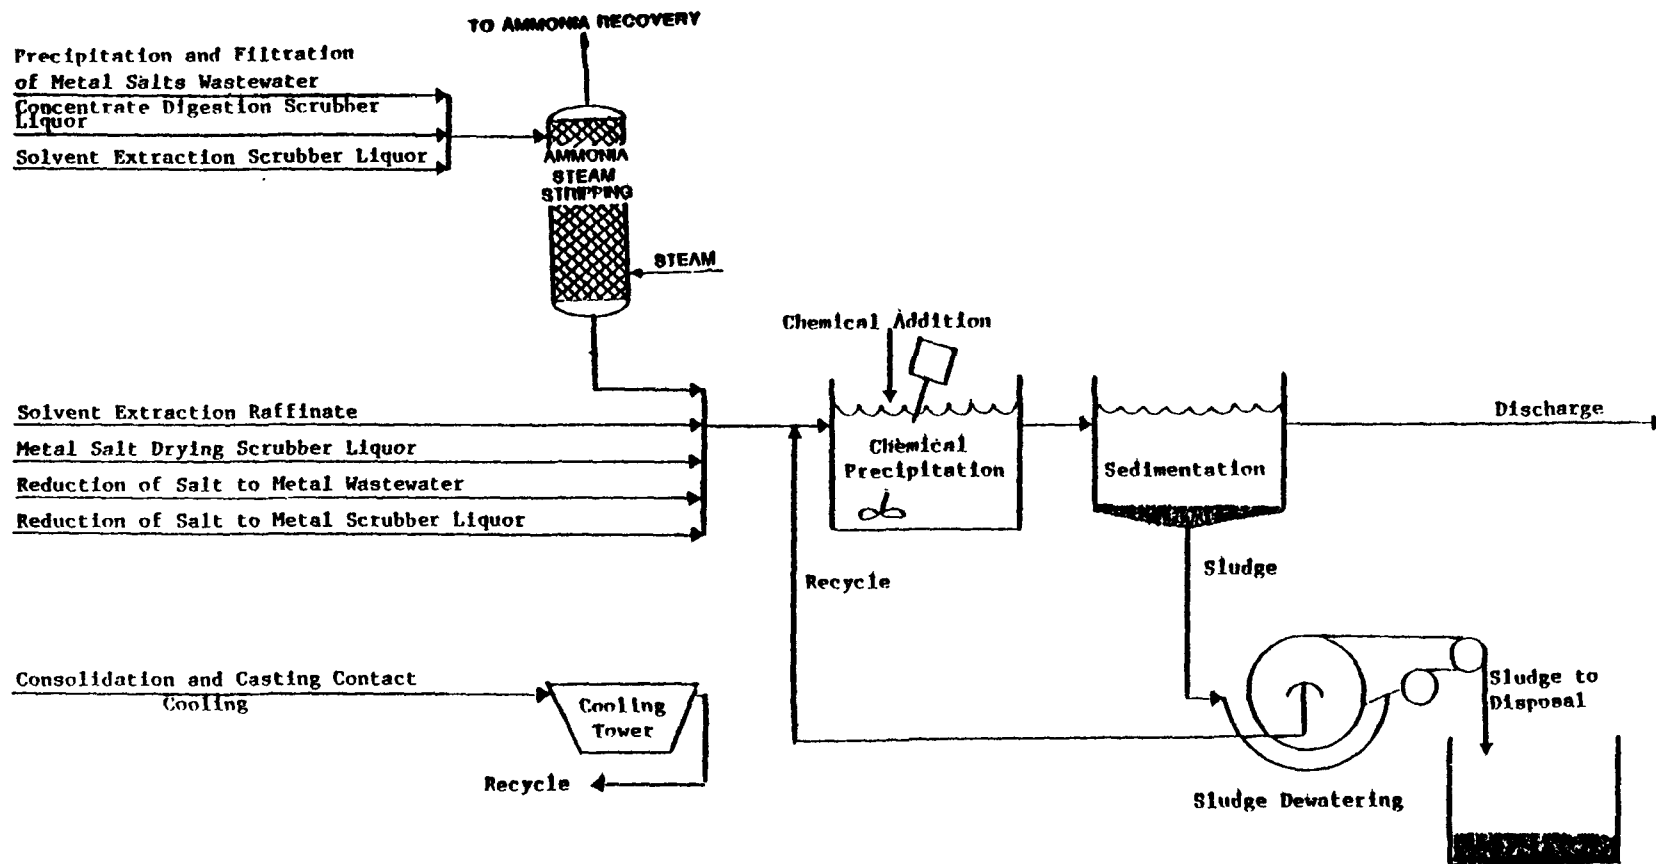 TO AMMONIA RECOVERY
Precipitation and Filtration
of Metal Salts Wastewater
Concentrate Digestion Scrubber
Liquor
Solvent Extraction Scrubber Liquor
AMMONIA
STEAM
STRIPPING
STEAM
Chemical Addition
Solvent Extraction Raffinate
Metal Salt Drying Scrubber Liquor
Reduction of Salt to Metal Wastewater
Reduction of Salt to Metal Scrubber Liquor
Chemical
Precipitation
Sedimentation
Discharge
Recycle
Sludge
Consolidation and Casting Contact
Cooling
Cooling
Tower
Recycle
Sludge to
Disposal
Sludge Dewatering